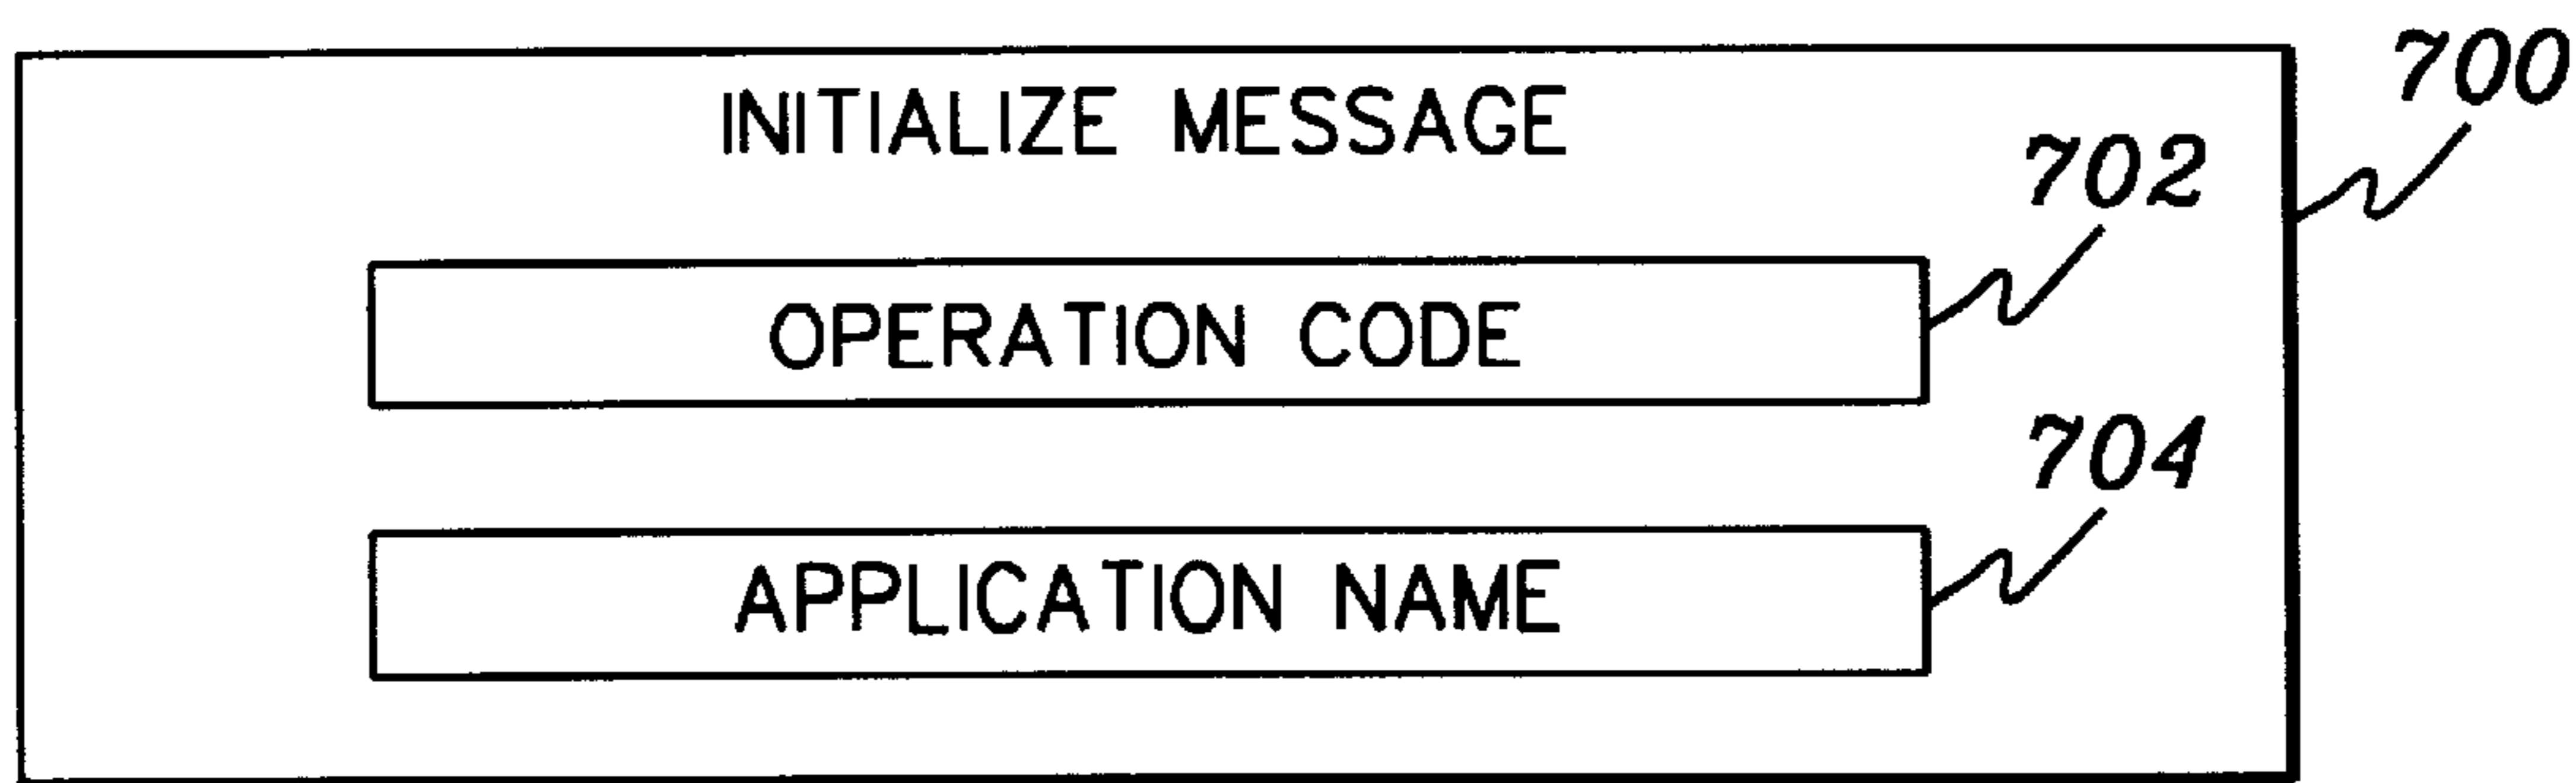 700
INITIALIZE MESSAGE
702
OPERATION CODE
704
APPLICATION NAME